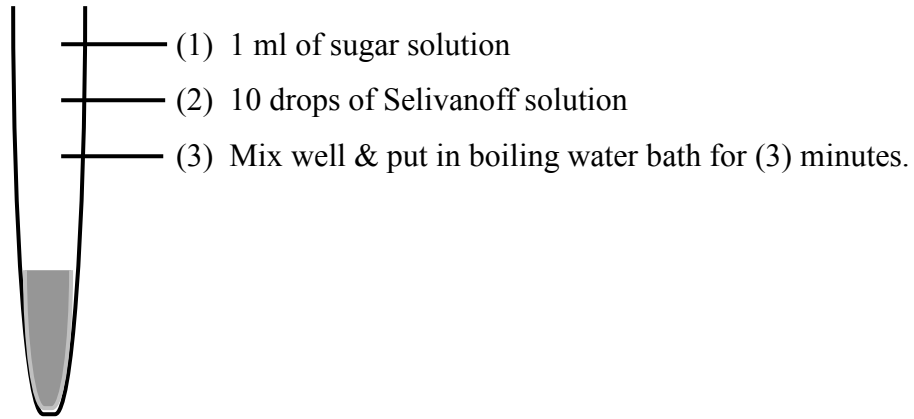 (1) 1 ml of sugar solution
(2) 10 drops of Selivanoff solution
(3) Mix well & put in boiling water bath for (3) minutes.